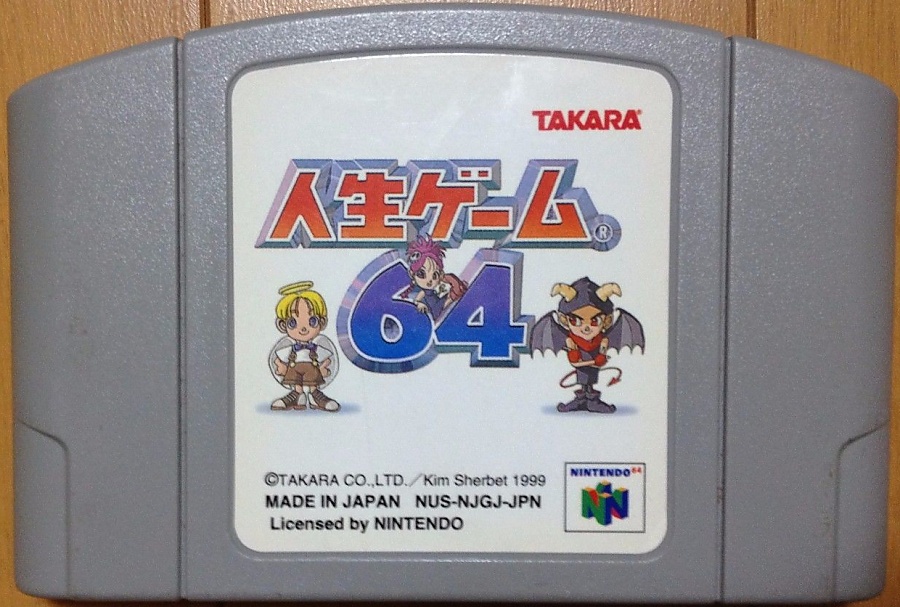 TAKARA
人生ゲーム®
64
©TAKARA CO.,LTD.／Kim Sherbet 1999
MADE IN JAPAN NUS-NJGJ-JPN
Licensed by NINTENDO
NINTENDO64